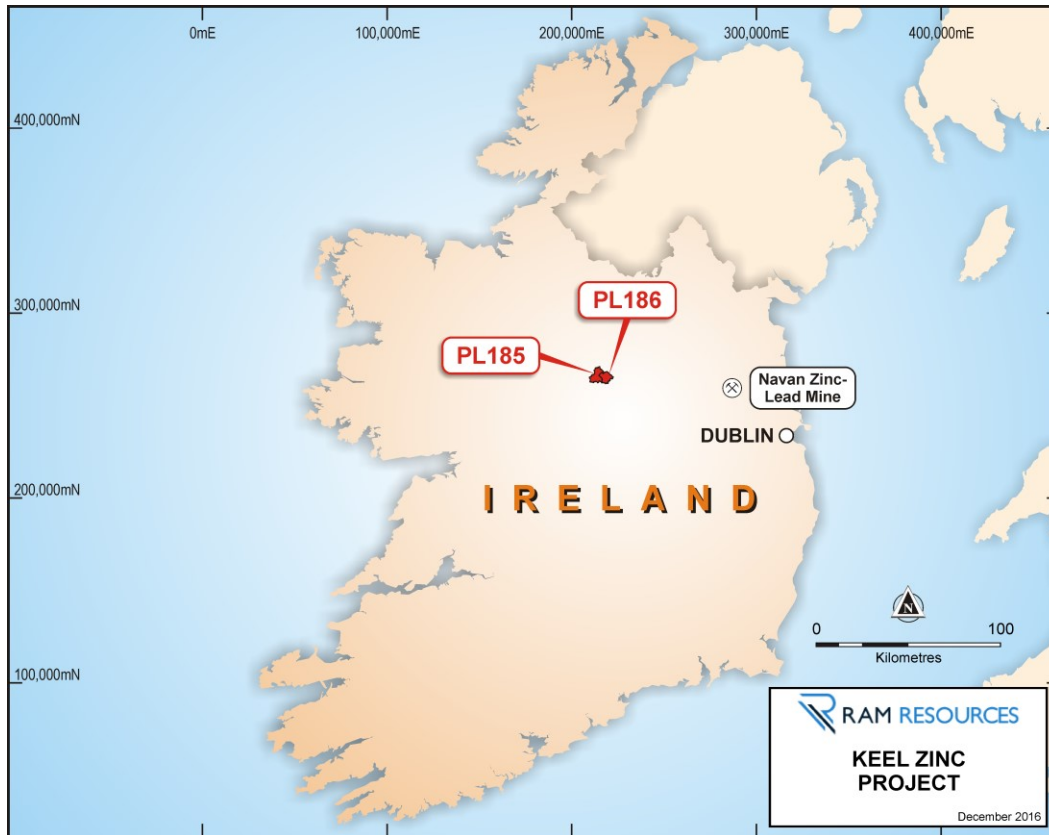 0mE
100,000mE
200,000mE
300,000mE
400,000mE
400,000mN
300,000mN
PL186
PL185
Navan Zinc-
Lead Mine
DUBLIN
200,000mN
IRELAND
N
0
100
Kilometres
100,000mN
RAM RESOURCES
KEEL ZINC
PROJECT
December 2016